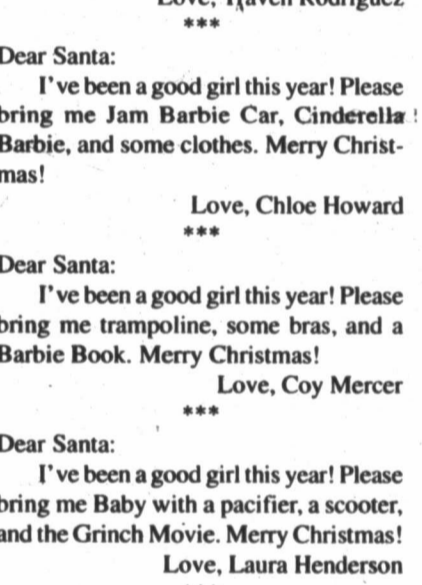 Love, Raven Rodriguez
***
Dear Santa:
I've been a good girl this year! Please
bring me Jam Barbie Car, Cinderella
Barbie, and some clothes. Merry Christ-
mas!
Love, Chloe Howard
***
Dear Santa:
I've been a good girl this year! Please
bring me trampoline, some bras, and a
Barbie Book. Merry Christmas!
Love, Coy Mercer
***
Dear Santa:
I've been a good girl this year! Please
bring me Baby with a pacifier, a scooter,
and the Grinch Movie. Merry Christmas!
Love, Laura Henderson